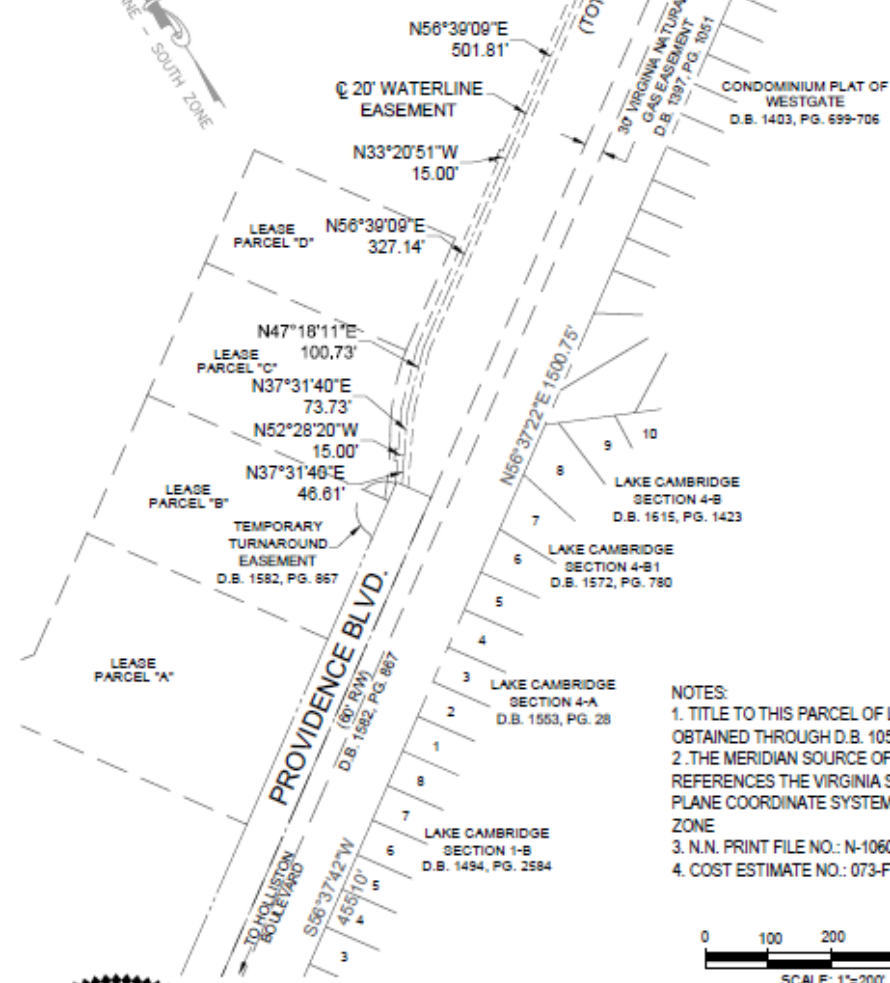 SOUTH ZONE
N56°39'09"E
501.81'
℄ 20' WATERLINE
EASEMENT
N33°20'51"W
15.00'
30' VIRGINIA NATURA
GAS EASEMENT
D.B. 1397, PG. 1051
CONDOMINIUM PLAT OF
WESTGATE
D.B. 1403, PG. 699-706
LEASE
PARCEL "D"
N56°39'09"E
327.14'
N47°18'11"E
100.73'
LEASE
PARCEL "C"
N37°31'40"E
73.73'
N52°28'20"W
15.00'
N37°31'40"E
46.61'
N56°37'22"E 1500.75'
LEASE
PARCEL "B"
TEMPORARY
TURNAROUND
EASEMENT
D.B. 1582, PG. 867
10
9
8
7
6
5
4
3
2
1
8
7
6
5
4
3
LAKE CAMBRIDGE
SECTION 4-B
D.B. 1615, PG. 1423
LAKE CAMBRIDGE
SECTION 4-B1
D.B. 1572, PG. 780
LEASE
PARCEL "A"
PROVIDENCE BLVD.
(60' R/W)
D.B. 1582, PG. 867
LAKE CAMBRIDGE
SECTION 4-A
D.B. 1553, PG. 28
LAKE CAMBRIDGE
SECTION 1-B
D.B. 1494, PG. 2584
TO HOLLISTON
BOULEVARD
S56°37'42"W
455.10'
NOTES:
1. TITLE TO THIS PARCEL OF
OBTAINED THROUGH D.B. 105
2 .THE MERIDIAN SOURCE OF
REFERENCES THE VIRGINIA S
PLANE COORDINATE SYSTEM
ZONE
3. N.N. PRINT FILE NO.: N-1060
4. COST ESTIMATE NO.: 073-F
0 100 200
SCALE: 1"=200'